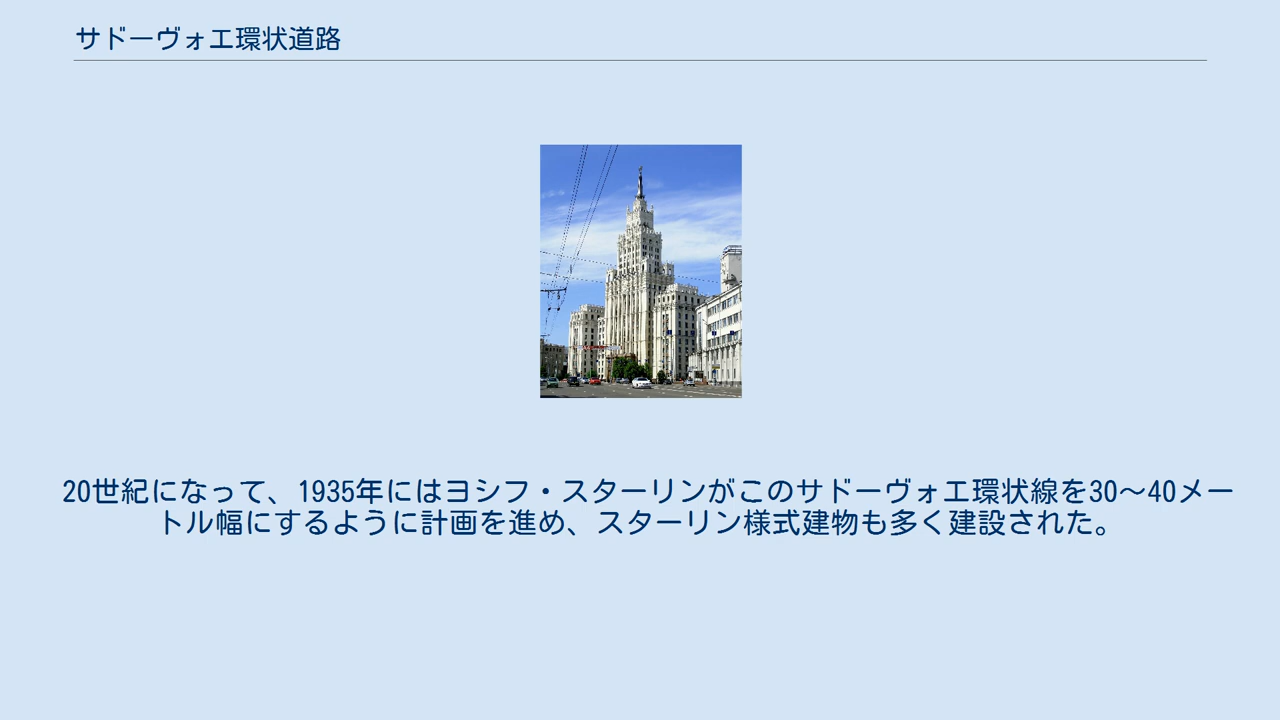 サドーヴォエ環状道路
20世紀になって、1935年にはヨシフ・スターリンがこのサドーヴォエ環状線を30〜40メー
トル幅にするように計画を進め、スターリン様式建物も多く建設された。